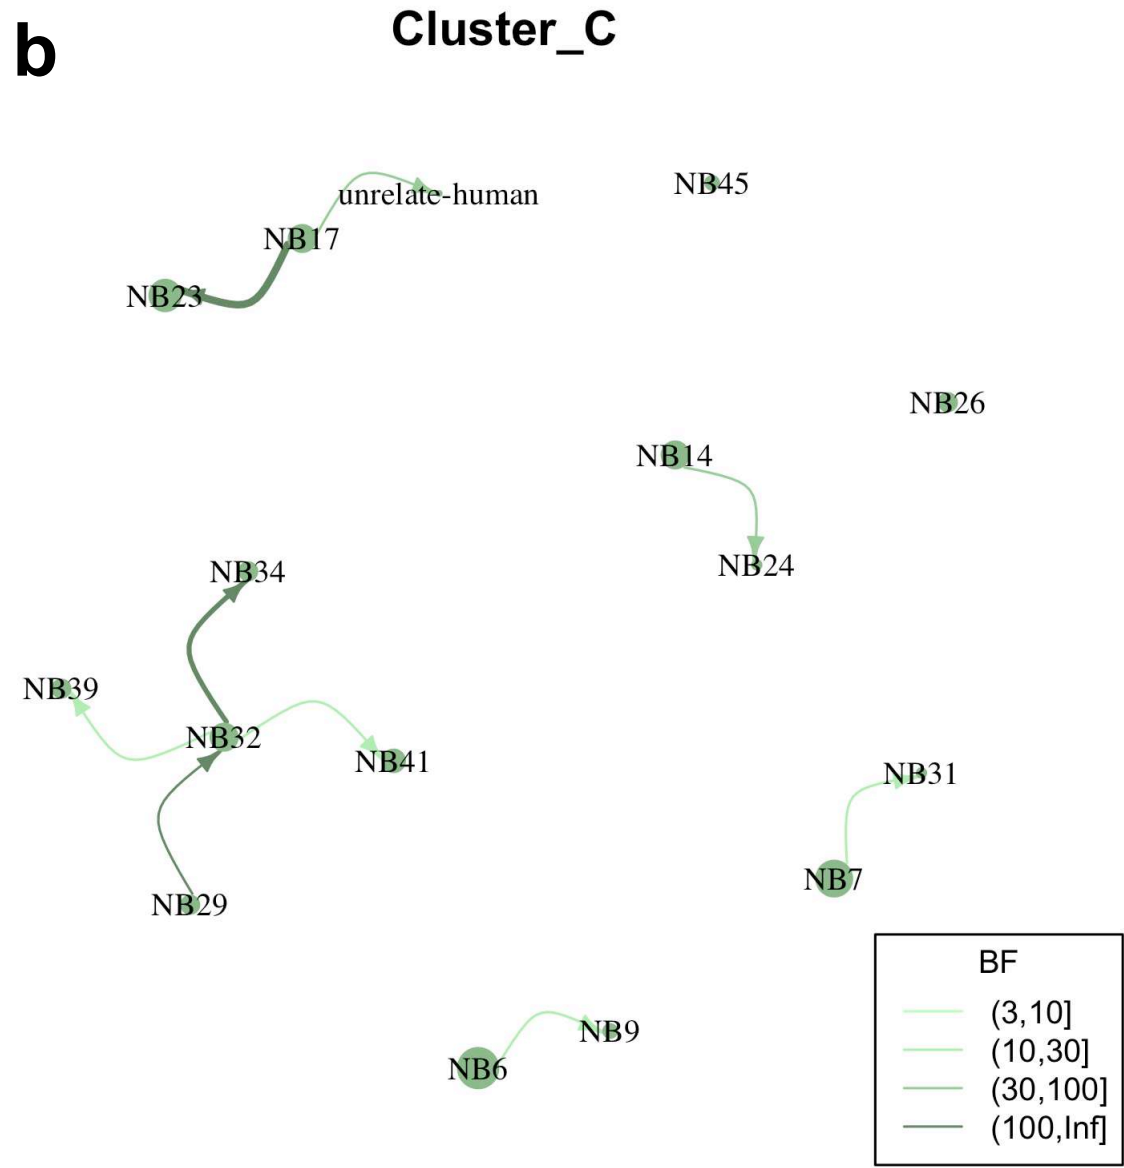 b
Cluster_C
unrelate-human
NB45
NB17
NB23
NB26
NB14
NB24
NB34
NB39
NB32
NB41
NB31
NB7
NB29
BF
(3,10]
(10,30]
(30,100]
(100,Inf]
NB9
NB6